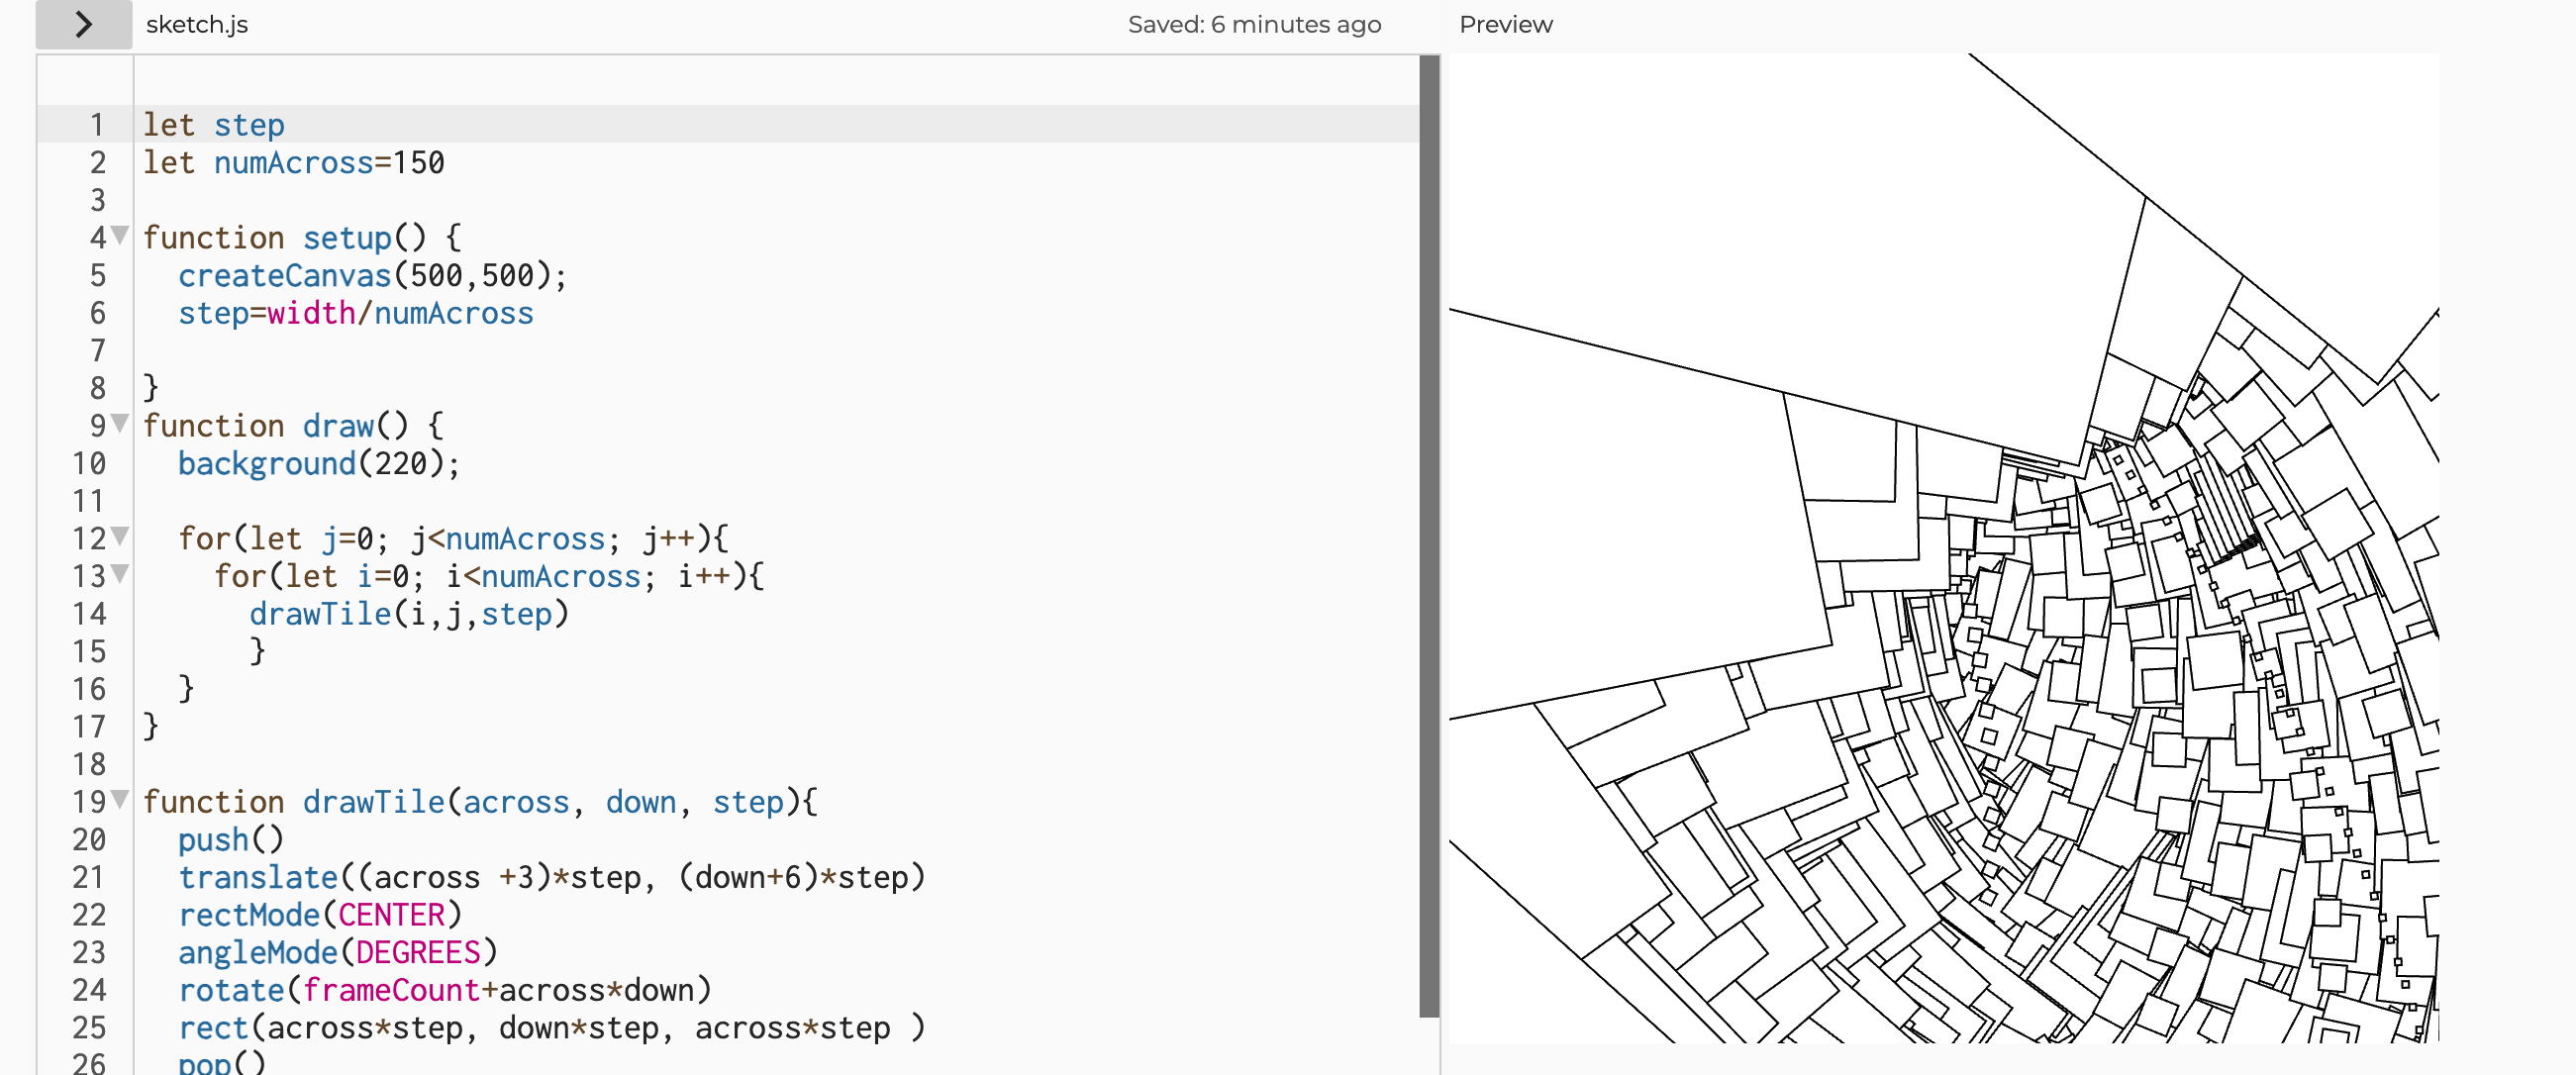 sketch.js
Saved: 6 minutes ago
Preview
1 let step
2 let numAcross=150
3
4 function setup() {
5   createCanvas(500,500);
6   step=width/numAcross
7
8 }
9 function draw() {
10   background(220);
11
12   for(let j=0; j<numAcross; j++){
13     for(let i=0; i<numAcross; i++){
14       drawTile(i,j,step)
15       }
16   }
17 }
18
19 function drawTile(across, down, step){
20   push()
21   translate((across +3)*step, (down+6)*step)
22   rectMode(CENTER)
23   angleMode(DEGREES)
24   rotate(frameCount+across*down)
25   rect(across*step, down*step, across*step )
26   pop()